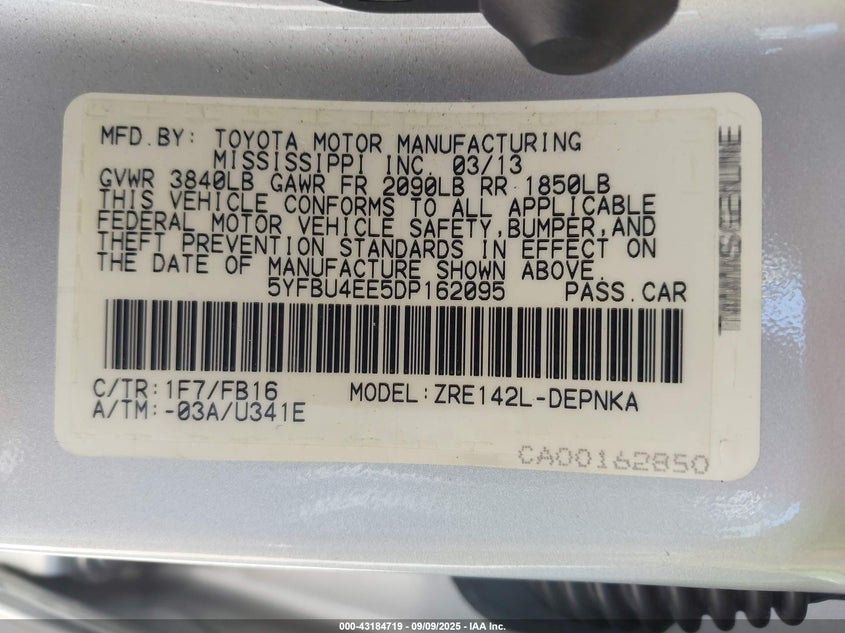 MFD.BY: TOYOTA MOTOR MANUFACTURING
MISSISSIPPI INC. 03/13
GVWR 3840LB GAWR FR 2090LB RR 1850LB
THIS VEHICLE CONFORMS TO ALL APPLICABLE
FEDERAL MOTOR VEHICLE SAFETY,BUMPER,AND
THEFT PREVENTION STANDARDS IN EFFECT ON
THE DATE OF MANUFACTURE SHOWN ABOVE.
5YFBU4EE5DP162095 PASS.CAR
C/TR:1F7/FB16 MODEL:ZRE142L-DEPNKA
A/TM:-03A/U341E
CA00162850
000-43184719 - 09/09/2025 - IAA Inc.